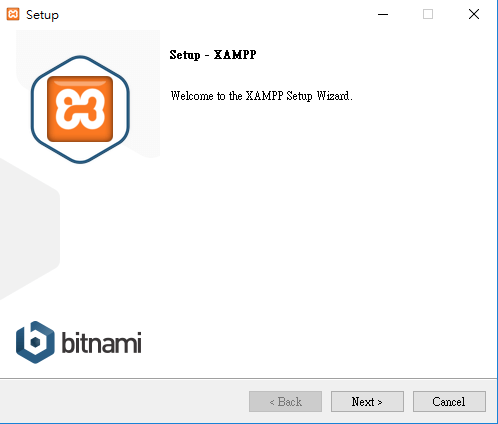 Setup
Setup - XAMPP
Welcome to the XAMPP Setup Wizard.
bitnami
< Back
Next >
Cancel